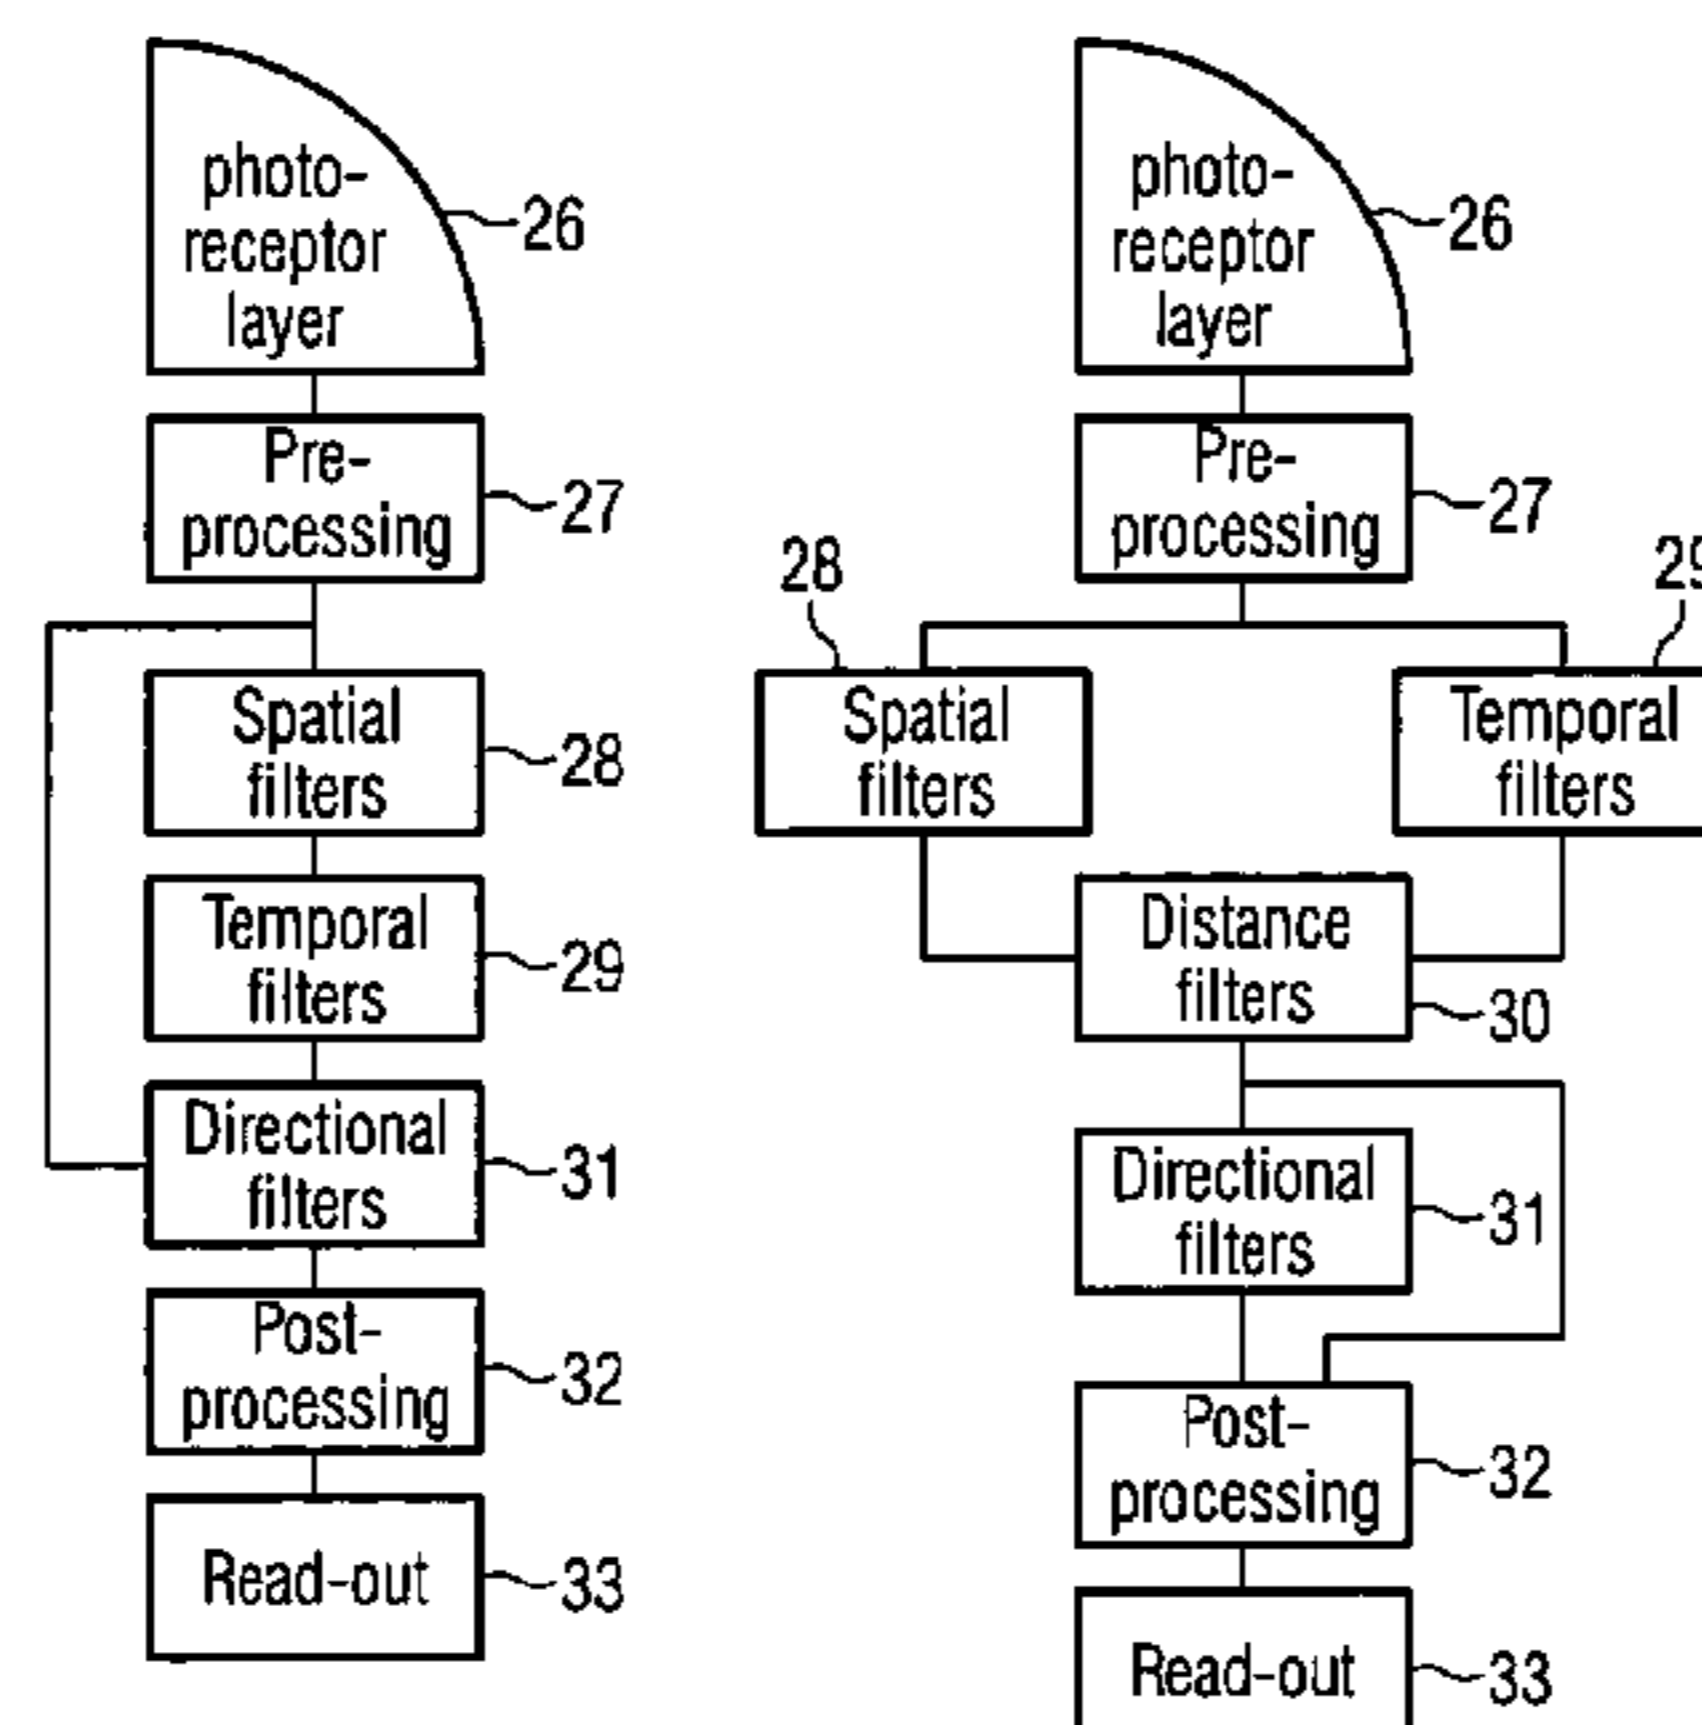 photo-
receptor
layer
26
Pre-
processing
27
Spatial
filters
28
Temporal
filters
29
Directional
filters
31
Post-
processing
32
Read-out
33
photo-
receptor
layer
26
Pre-
processing
27
28
29
Spatial
filters
Temporal
filters
Distance
filters
30
Directional
filters
31
Post-
processing
32
Read-out
33